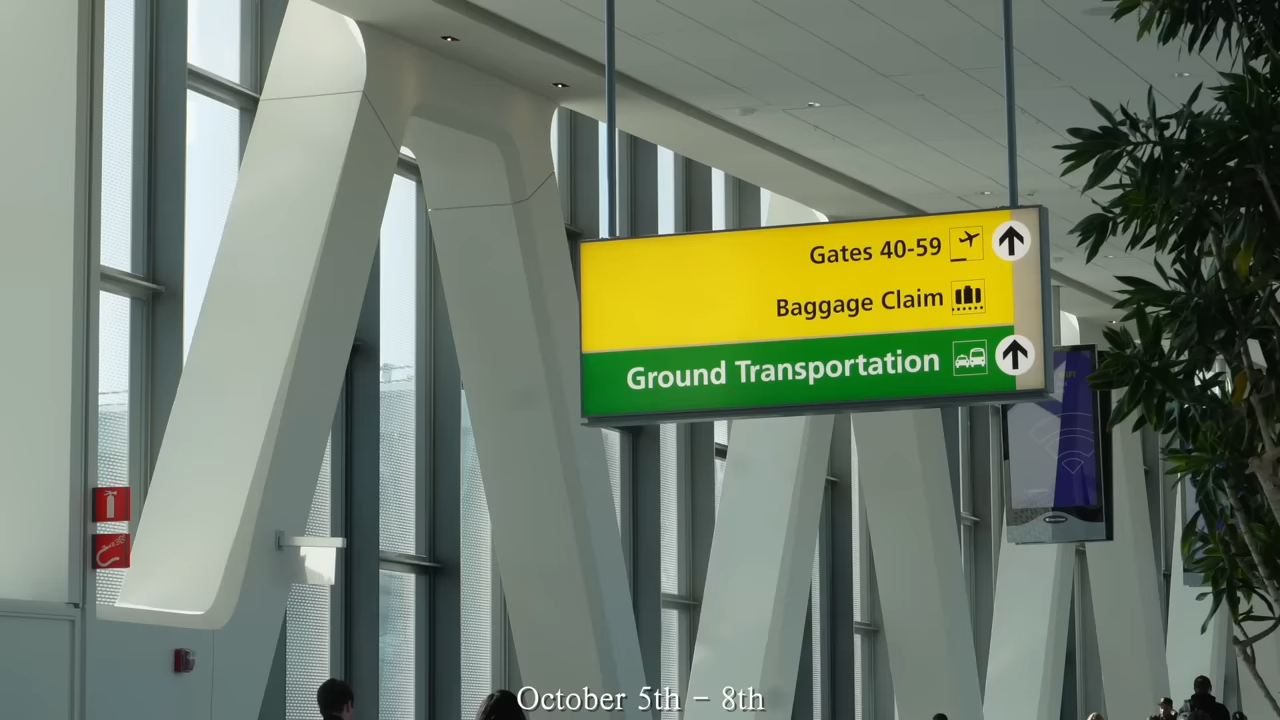 Gates 40-59
Baggage Claim
Ground Transportation
October 5th – 8th